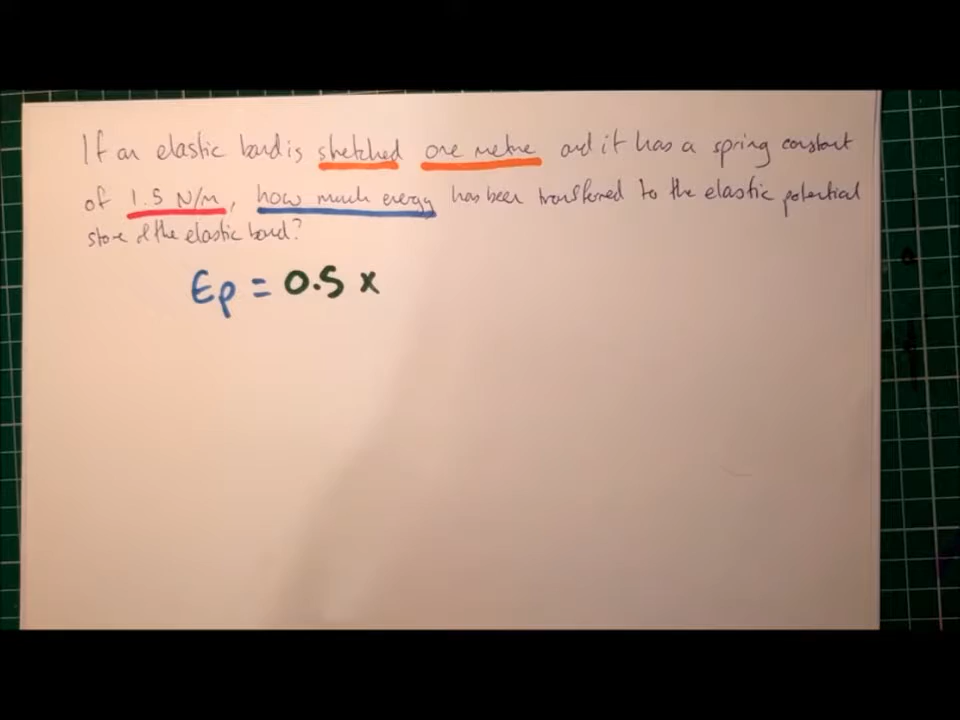 If an elastic band is stretched one metre and it has a spring constant
of 1.5 N/m, how much energy has been transferred to the elastic potential
store of the elastic band?
Ep = 0.5 x